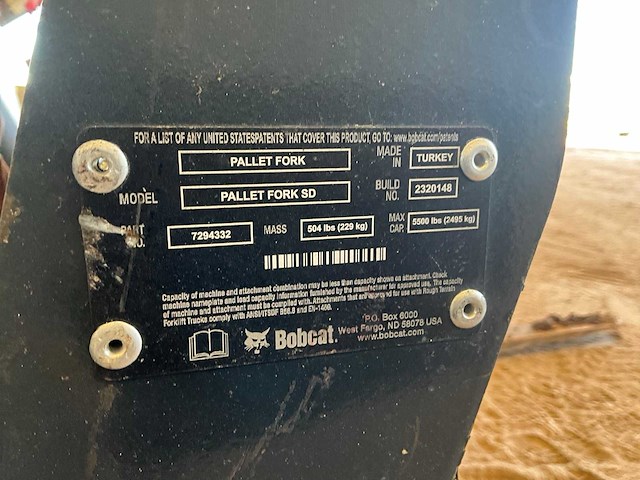 FOR A LIST OF ANY UNITED STATESPATENTS THAT COVER THIS PRODUCT, GO TO: www.bobcat.com/patents
PALLET FORK
MADE IN TURKEY
MODEL PALLET FORK SD
BUILD NO. 2320148
PART NO. 7294332
MASS 504 lbs (229 kg)
MAX CAP. 5500 lbs (2495 kg)
Capacity of machine and attachment combination may be less than capacity shown on attachment. Check
machine nameplate and load capacity information furnished by the manufacturer for approved use. The capacity
of machine and attachment must be complied with. Attachments that are approved for use with Rough Terrain
Forklift Trucks comply with ANSI/ITSDF B56.6 and EN-1459.
Bobcat.
P.O. Box 6000
West Fargo, ND 58078 USA
www.bobcat.com